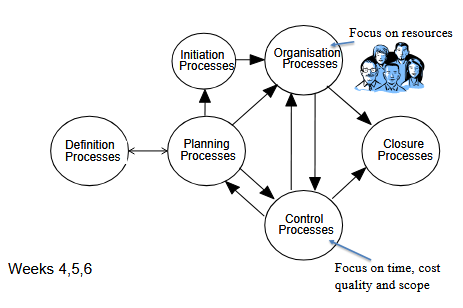 Focus on resources
Initiation
Processes
Organisation
Processes
Definition
Processes
Planning
Processes
Closure
Processes
Control
Processes
Weeks 4,5,6
Focus on time, cost
quality and scope